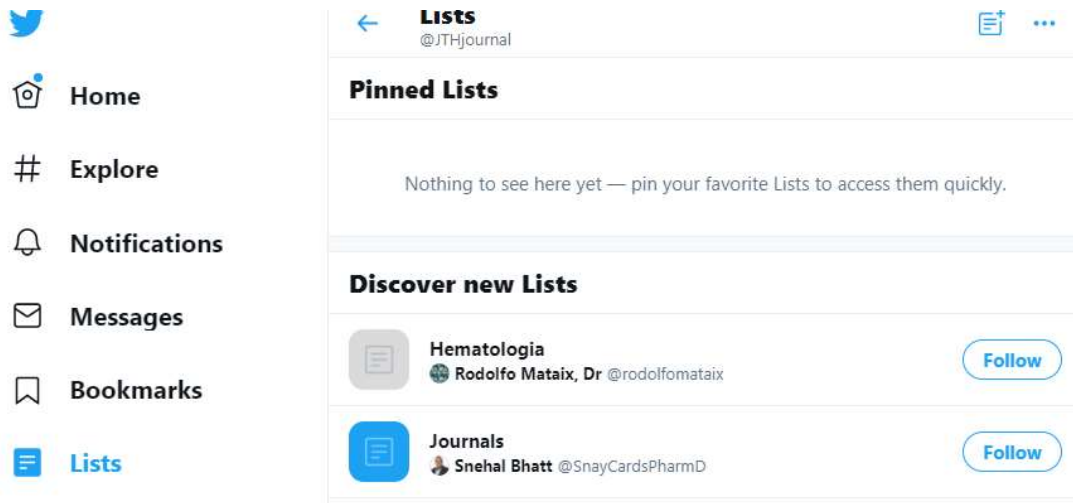 Home
Explore
Notifications
Messages
Bookmarks
Lists
Lists
@JTHjournal
Pinned Lists
Nothing to see here yet — pin your favorite Lists to access them quickly.
Discover new Lists
Hematologia
Rodolfo Mataix, Dr @rodolfomataix
Follow
Journals
Snehal Bhatt @SnayCardsPharmD
Follow